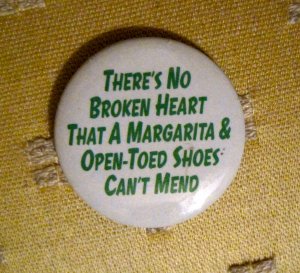 There's No
Broken Heart
That A Margarita &
Open-Toed Shoes
Can't Mend